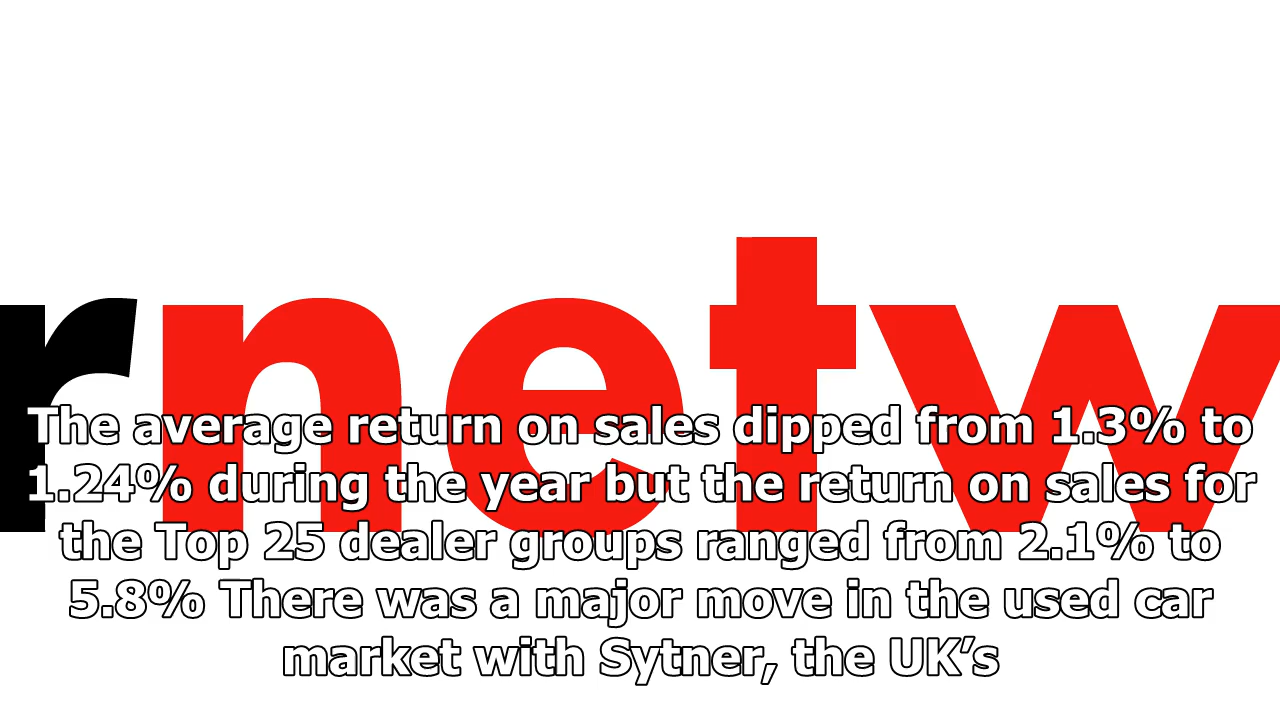 rnetw
The average return on sales dipped from 1.3% to
1.24% during the year but the return on sales for
the Top 25 dealer groups ranged from 2.1% to
5.8% There was a major move in the used car
market with Sytner, the UK’s